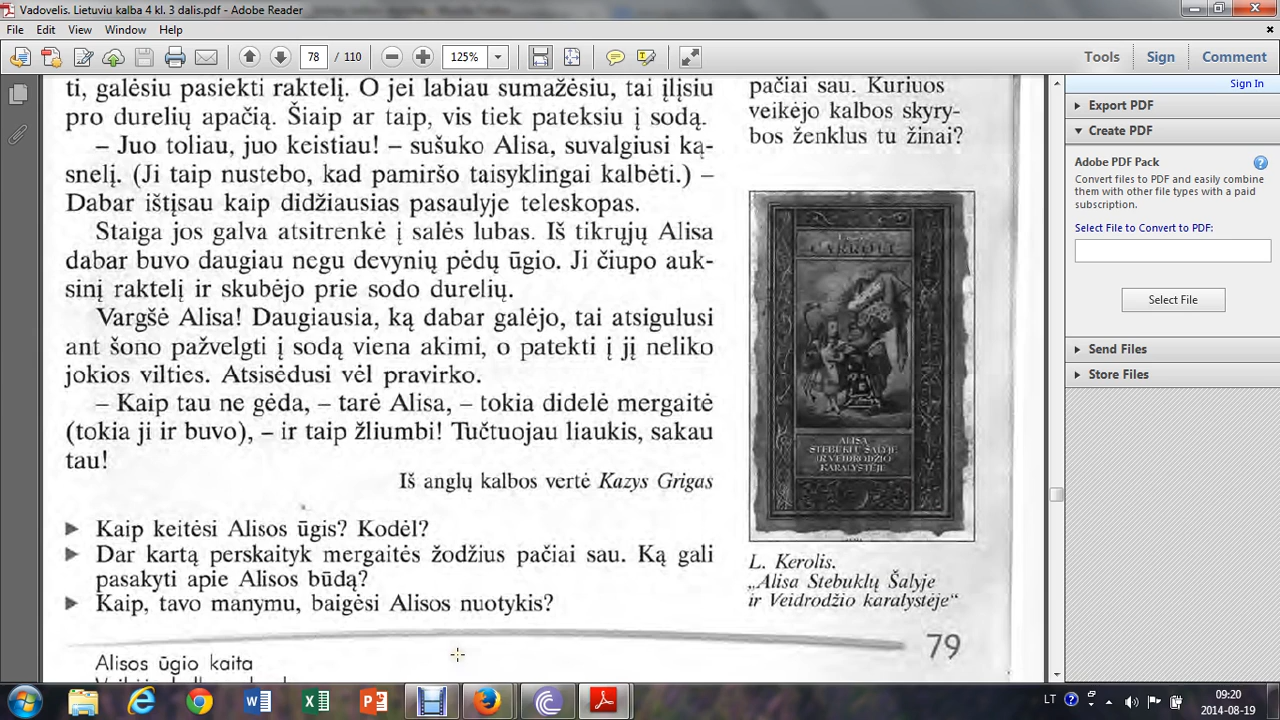 Vadovelis. Lietuviu kalba 4 kl. 3 dalis.pdf - Adobe Reader
File Edit View Window Help
78 / 110 125% Tools Sign Comment
ti, galėsiu pasiekti raktelį. O jei labiau sumažėsiu, tai įlįsiu
pro durelių apačią. Šiaip ar taip, vis tiek pateksiu į sodą.
– Juo toliau, juo keistiau! – sušuko Alisa, suvalgiusi ką-
snelį. (Ji taip nustebo, kad pamiršo taisyklingai kalbėti.) –
Dabar ištįsau kaip didžiausias pasaulyje teleskopas.
Staiga jos galva atsitrenkė į salės lubas. Iš tikrųjų Alisa
dabar buvo daugiau negu devynių pėdų ūgio. Ji čiupo auk-
sinį raktelį ir skubėjo prie sodo durelių.
Vargšė Alisa! Daugiausia, ką dabar galėjo, tai atsigulusi
ant šono pažvelgti į sodą viena akimi, o patekti į jį neliko
jokios vilties. Atsisėdusi vėl pravirko.
– Kaip tau ne gėda, – tarė Alisa, – tokia didelė mergaitė
(tokia ji ir buvo), – ir taip žliumbi! Tučtuojau liaukis, sakau
tau!
Iš anglų kalbos vertė Kazys Grigas
► Kaip keitėsi Alisos ūgis? Kodėl?
► Dar kartą perskaityk mergaitės žodžius pačiai sau. Ką gali
pasakyti apie Alisos būdą?
► Kaip, tavo manymu, baigėsi Alisos nuotykis?
79
Alisos ūgio kaita
pačiai sau. Kuriuos
veikėjo kalbos skyry-
bos ženklus tu žinai?
CARROLL
ALISA
STEBUKLŲ ŠALYJE
IR VEIDRODŽIO
KARALYSTĖJE
L. Kerolis.
„Alisa Stebuklų Šalyje
ir Veidrodžio karalystėje“
Sign In
Export PDF
Create PDF
Adobe PDF Pack
Convert files to PDF and easily combine
them with other file types with a paid
subscription.
Select File to Convert to PDF:
Select File
Send Files
Store Files
LT 09:20
2014-08-19